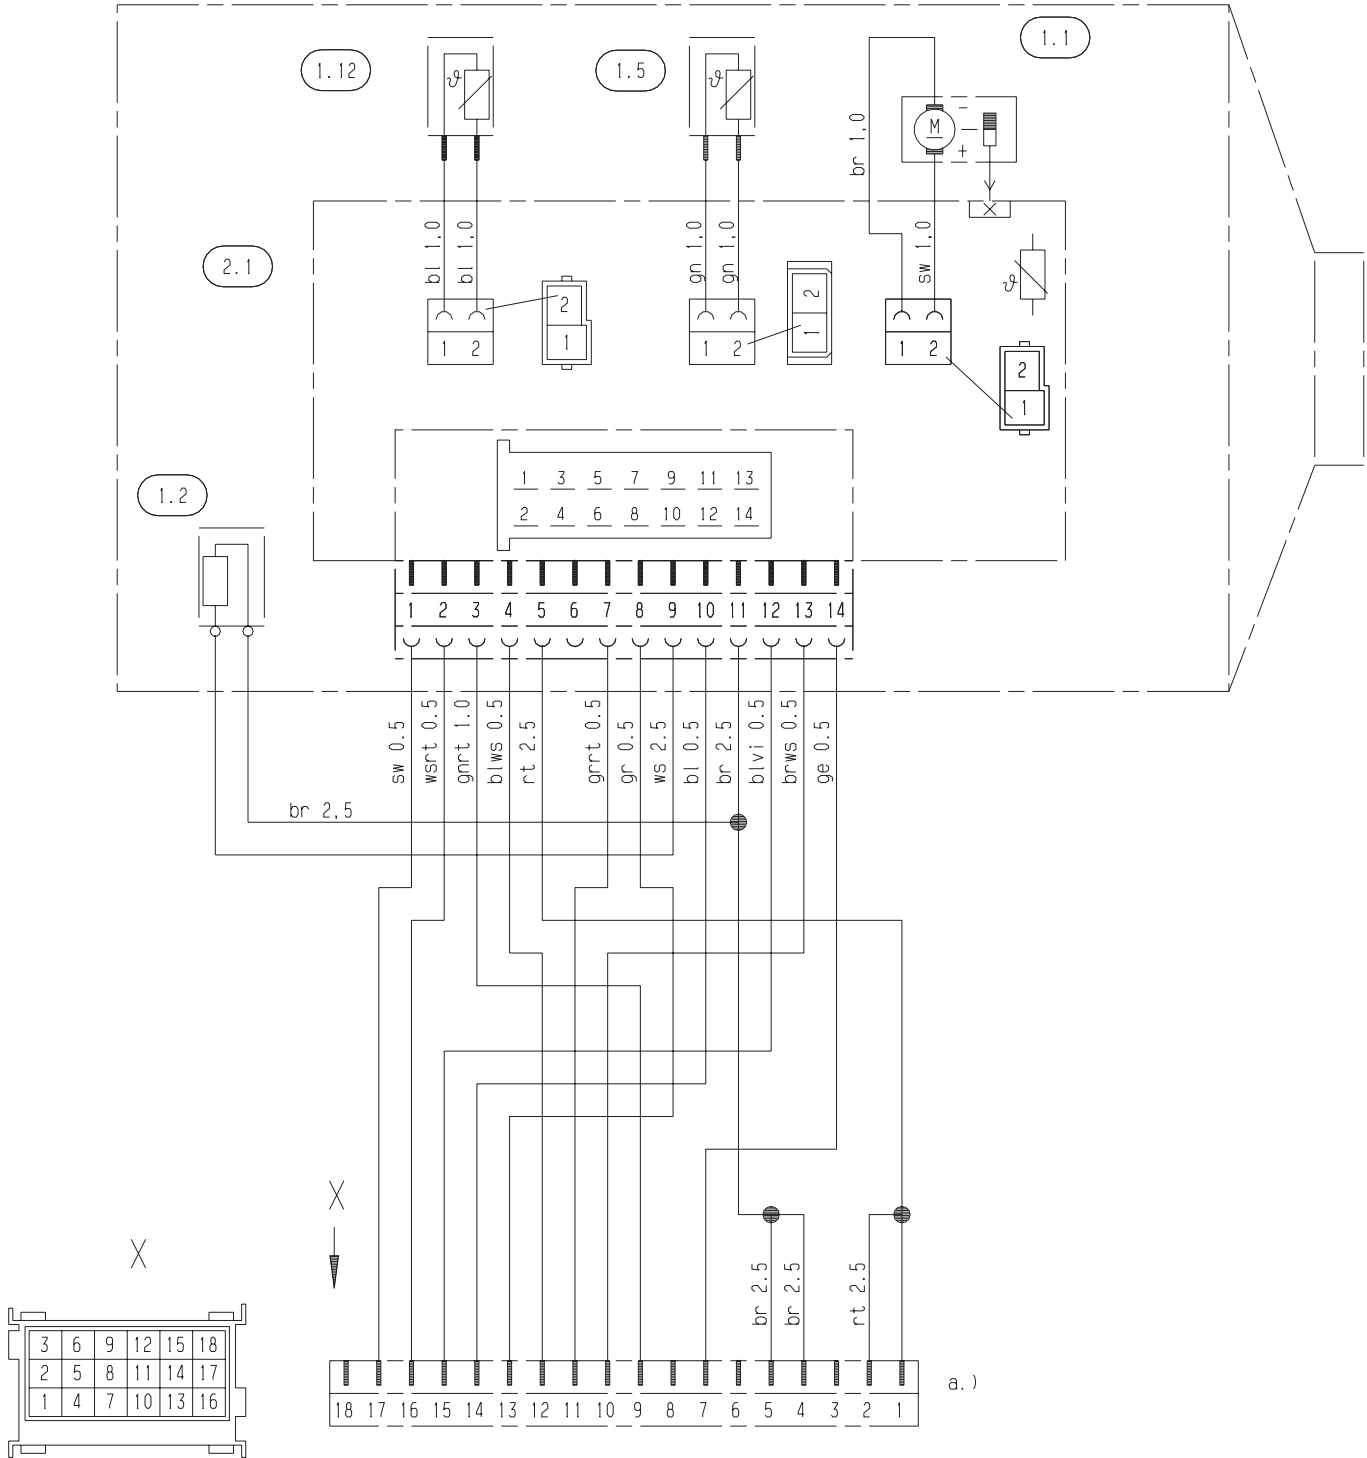 1.12
1.5
1.1
ϑ
ϑ
M
−
+
br 1,0
bl 1,0
bl 1,0
gn 1,0
gn 1,0
sw 1,0
2.1
ϑ
1 2
2
1
1 2
2
1
1 2
2
1
1.2
1 3 5 7 9 11 13
2 4 6 8 10 12 14
1 2 3 4 5 6 7 8 9 10 11 12 13 14
sw 0.5
wsrt 0.5
gnrt 1.0
blws 0.5
rt 2.5
grrt 0.5
gr 0.5
ws 2.5
bl 0.5
br 2.5
blvi 0.5
brws 0.5
ge 0.5
br 2,5
X
X
br 2.5
br 2.5
rt 2.5
3 6 9 12 15 18
2 5 8 11 14 17
1 4 7 10 13 16
a.)
18 17 16 15 14 13 12 11 10 9 8 7 6 5 4 3 2 1